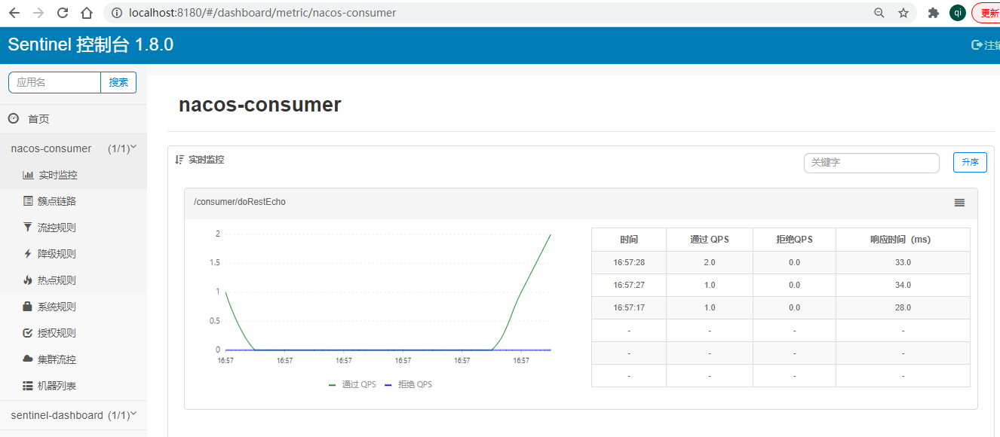 localhost:8180/#/dashboard/metric/nacos-consumer
qi
更新
Sentinel 控制台 1.8.0
应用名
搜索
首页
nacos-consumer (1/1)
实时监控
簇点链路
流控规则
降级规则
热点规则
系统规则
授权规则
集群流控
机器列表
sentinel-dashboard (1/1)
nacos-consumer
实时监控
关键字
升序
/consumer/doRestEcho
2
1.5
1
0.5
0
16:57 16:57 16:57 16:57 16:57 16:57
通过 QPS 拒绝 QPS
时间 通过 QPS 拒绝QPS 响应时间 (ms)
16:57:28 2.0 0.0 33.0
16:57:27 1.0 0.0 34.0
16:57:17 1.0 0.0 28.0
- - - -
- - - -
- - - -